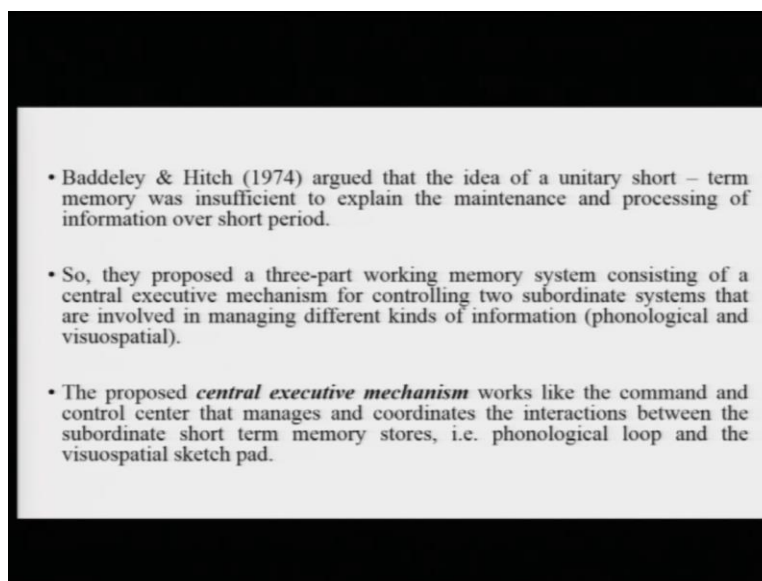 • Baddeley & Hitch (1974) argued that the idea of a unitary short – term
memory was insufficient to explain the maintenance and processing of
information over short period.
• So, they proposed a three-part working memory system consisting of a
central executive mechanism for controlling two subordinate systems that
are involved in managing different kinds of information (phonological and
visuospatial).
• The proposed central executive mechanism works like the command and
control center that manages and coordinates the interactions between the
subordinate short term memory stores, i.e. phonological loop and the
visuospatial sketch pad.